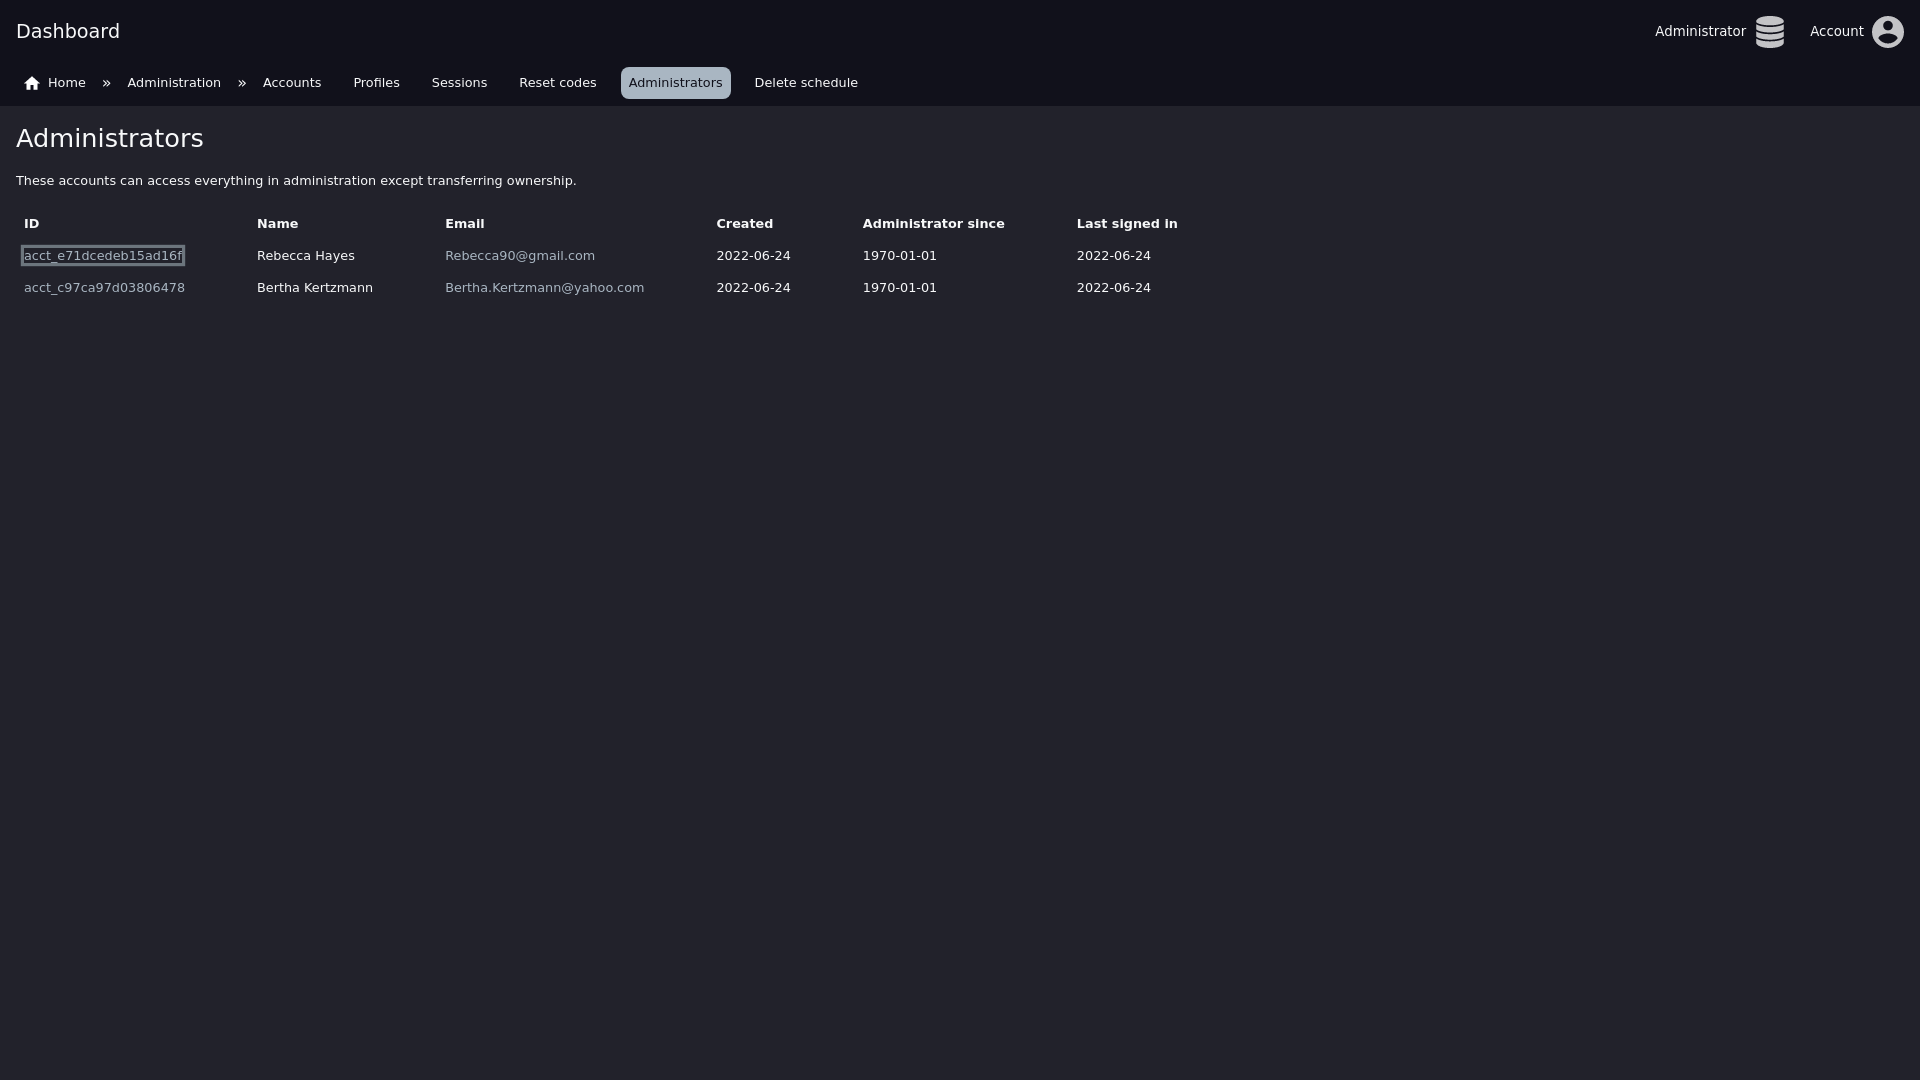 Dashboard
Administrator
Account
Home » Administration » Accounts Profiles Sessions Reset codes Administrators Delete schedule
Administrators
These accounts can access everything in administration except transferring ownership.
ID Name Email Created Administrator since Last signed in
acct_e71dcedeb15ad16f Rebecca Hayes Rebecca90@gmail.com 2022-06-24 1970-01-01 2022-06-24
acct_c97ca97d03806478 Bertha Kertzmann Bertha.Kertzmann@yahoo.com 2022-06-24 1970-01-01 2022-06-24